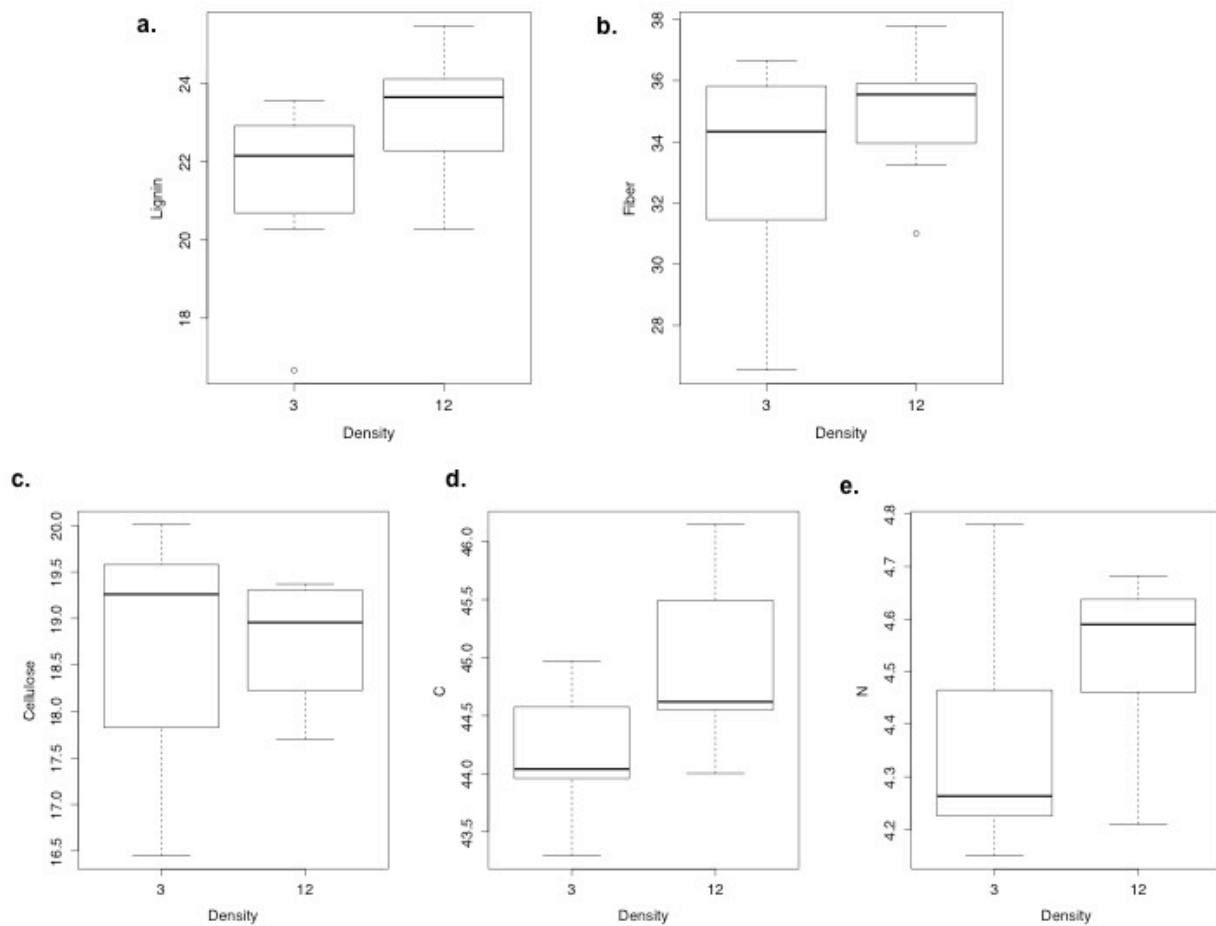 a.
Lignin
24
22
20
18
3 12
Density
b.
Fiber
38
36
34
32
30
28
3 12
Density
c.
Cellulose
20.0
19.5
19.0
18.5
18.0
17.5
17.0
16.5
3 12
Density
d.
C
46.0
45.5
45.0
44.5
44.0
43.5
3 12
Density
e.
N
4.8
4.7
4.6
4.5
4.4
4.3
4.2
3 12
Density